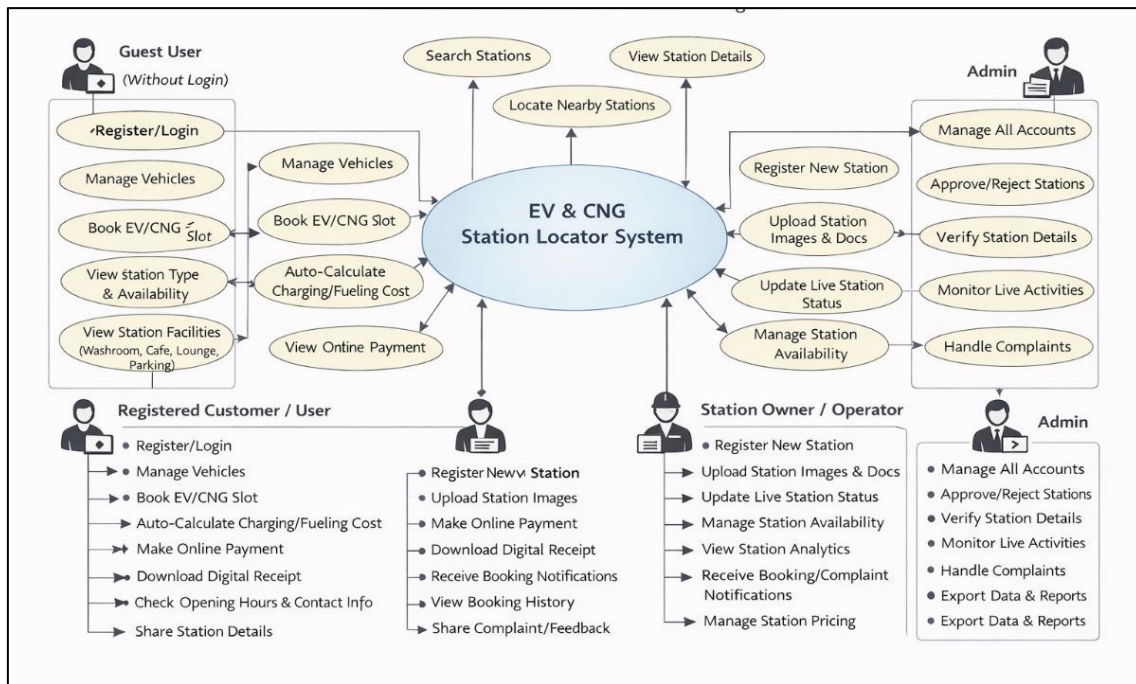 Guest User
(Without Login)
Search Stations
View Station Details
Locate Nearby Stations
Admin
Register/Login
Manage Vehicles
Book EV/CNG
Slot
View Station Type
& Availability
View Station Facilities
(Washroom, Cafe, Lounge,
Parking)
Manage Vehicles
Book EV/CNG Slot
Auto-Calculate
Charging/Fueling Cost
View Online Payment
EV & CNG
Station Locator System
Register New Station
Upload Station
Images & Docs
Update Live Station
Status
Manage Station
Availability
Manage All Accounts
Approve/Reject Stations
Verify Station Details
Monitor Live Activities
Handle Complaints
Registered Customer / User
Register/Login
Manage Vehicles
Book EV/CNG Slot
Auto-Calculate Charging/Fueling Cost
Make Online Payment
Download Digital Receipt
Check Opening Hours & Contact Info
Share Station Details
Register New Station
Upload Station Images
Make Online Payment
Download Digital Receipt
Receive Booking Notifications
View Booking History
Share Complaint/Feedback
Station Owner / Operator
Register New Station
Upload Station Images & Docs
Update Live Station Status
Manage Station Availability
View Station Analytics
Receive Booking/Complaint
Notifications
Manage Station Pricing
Admin
Manage All Accounts
Approve/Reject Stations
Verify Station Details
Monitor Live Activities
Handle Complaints
Export Data & Reports
Export Data & Reports